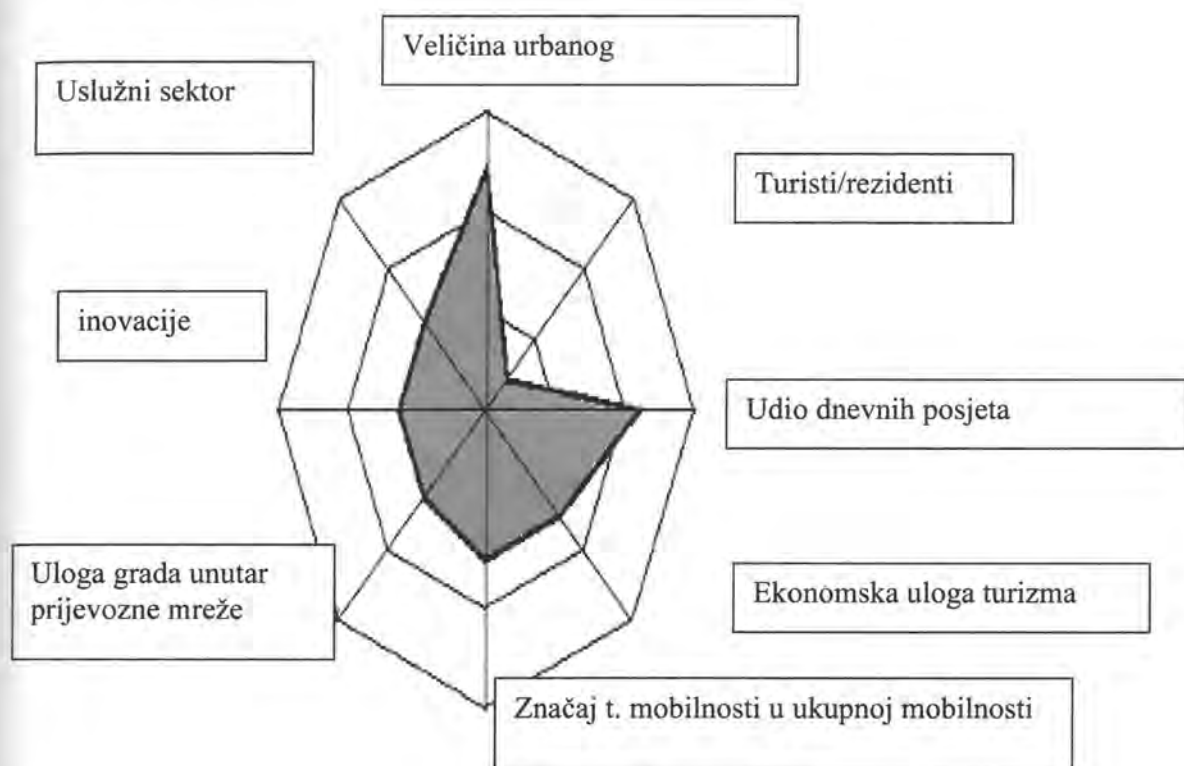 Veličina urbanog
Uslužni sektor
Turisti/rezidenti
inovacije
Udio dnevnih posjeta
Uloga grada unutar
prijevozne mreže
Ekonomska uloga turizma
Značaj t. mobilnosti u ukupnoj mobilnosti